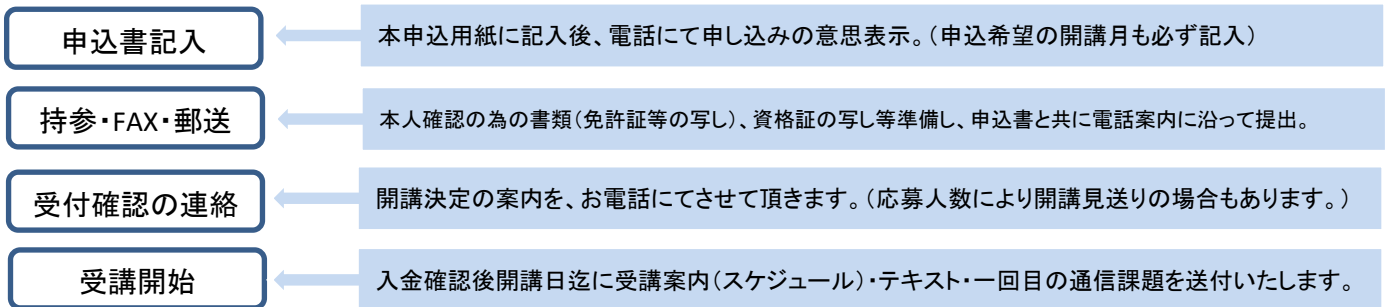 申込書記入
本申込用紙に記入後、電話にて申し込みの意思表示。（申込希望の開講月も必ず記入）
持参・FAX・郵送
本人確認の為の書類（免許証等の写し）、資格証の写し等準備し、申込書と共に電話案内に沿って提出。
受付確認の連絡
開講決定の案内を、お電話にてさせて頂きます。（応募人数により開講見送りの場合もあります。）
受講開始
入金確認後開講日迄に受講案内（スケジュール）・テキスト・一回目の通信課題を送付いたします。